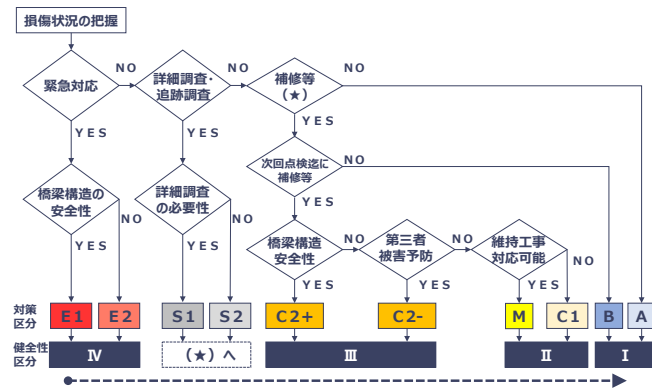 損傷状況の把握
緊急対応
NO
詳細調査・
追跡調査
NO
補修等
（★）
NO
YES
YES
YES
次回点検迄に
補修等
NO
橋梁構造の
安全性
NO
詳細調査
の必要性
NO
YES
YES
YES
橋梁構造
安全性
NO
第三者
被害予防
NO
維持工事
対応可能
NO
YES
YES
YES
対策
区分
E1
E2
S1
S2
C2+
C2-
M
C1
B
A
健全性
区分
Ⅳ
（★）へ
Ⅲ
Ⅱ
Ⅰ